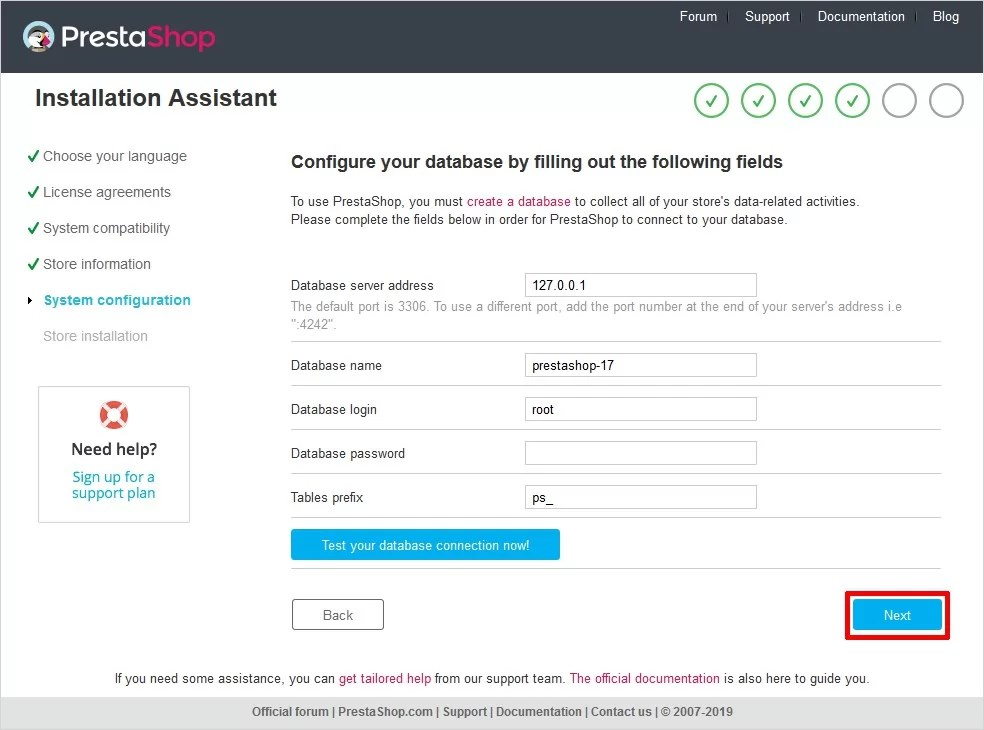 Forum
Support
Documentation
Blog
PrestaShop
Installation Assistant
Choose your language
License agreements
System compatibility
Store information
System configuration
Store installation
Need help?
Sign up for a
support plan
Configure your database by filling out the following fields
To use PrestaShop, you must create a database to collect all of your store's data-related activities.
Please complete the fields below in order for PrestaShop to connect to your database.
Database server address 127.0.0.1
The default port is 3306. To use a different port, add the port number at the end of your server's address i.e
":4242".
Database name prestashop-17
Database login root
Database password
Tables prefix ps_
Test your database connection now!
Back
Next
If you need some assistance, you can get tailored help from our support team. The official documentation is also here to guide you.
Official forum | PrestaShop.com | Support | Documentation | Contact us | © 2007-2019